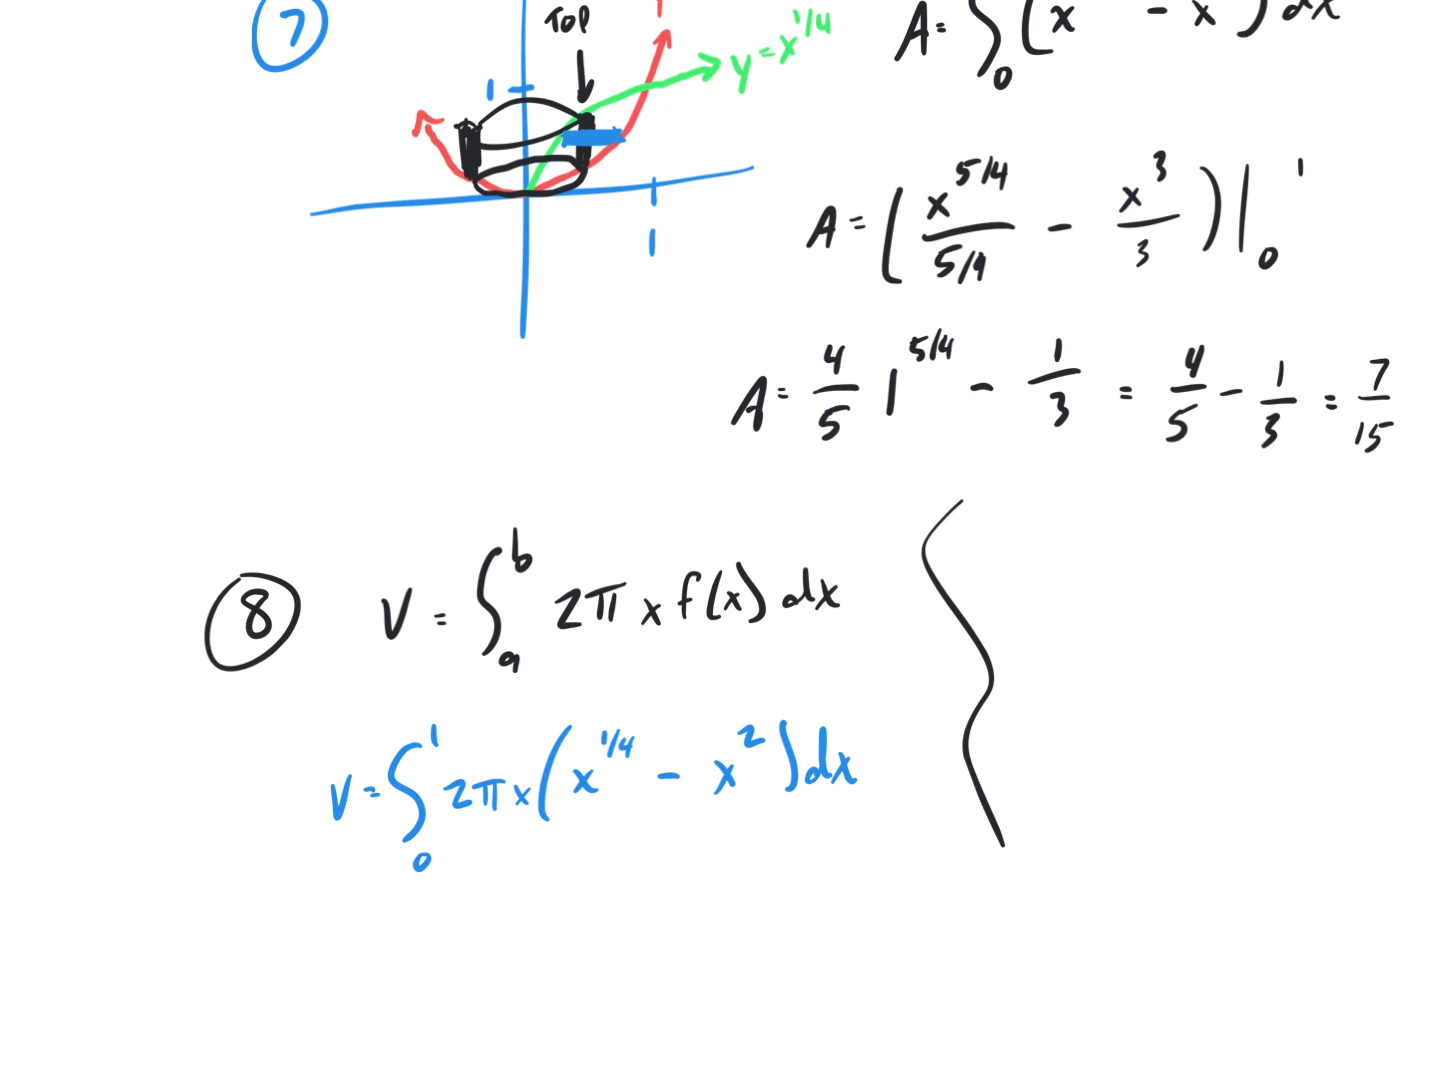 7
TOP
1
y = x^{1/4}
1
A = ∫_0 (x - x) dx
A = ( x^{5/4} / 5/4 - x^3 / 3 ) |_0^1
A = 4/5 1^{5/4} - 1/3 = 4/5 - 1/3 = 7/15
8
V = ∫_a^b 2π x f(x) dx
V = ∫_0^1 2π x ( x^{1/4} - x^2 ) dx